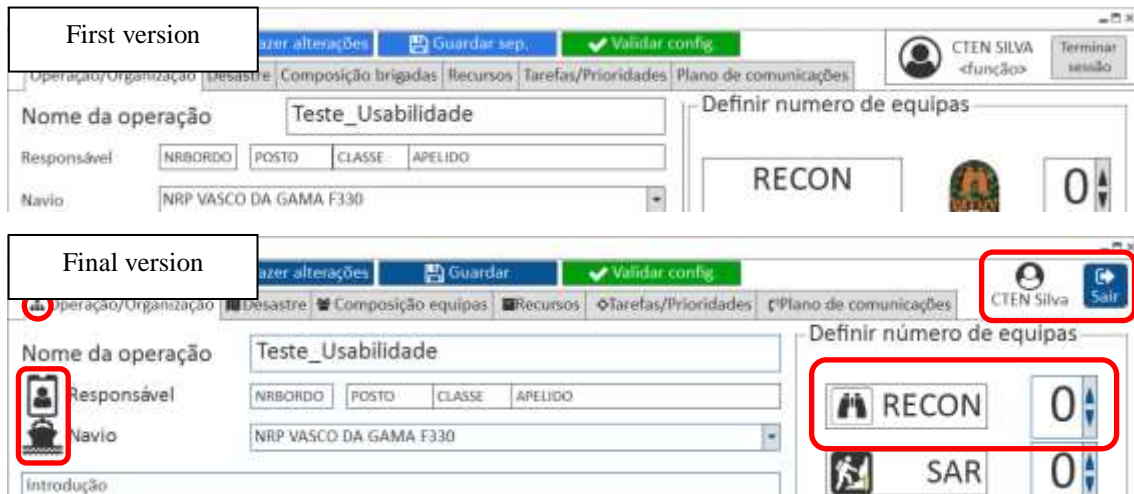 First version
azer alterações Guardar sep. Validar config.
CTEN SILVA
<função>
Terminar sessão
Operação/Organização Desastre Composição brigadas Recursos Tarefas/Prioridades Plano de comunicações
Nome da operação Teste_Usabilidade
Definir numero de equipas
Responsável NRBORDO POSTO CLASSE APELIDO
RECON 0
Navio NRP VASCO DA GAMA F330
Final version
azer alterações Guardar Validar config.
CTEN Silva Sair
Operação/Organização Desastre Composição equipas Recursos Tarefas/Prioridades Plano de comunicações
Nome da operação Teste_Usabilidade
Definir número de equipas
Responsável NRBORDO POSTO CLASSE APELIDO
RECON 0
Navio NRP VASCO DA GAMA F330
Introdução
SAR 0